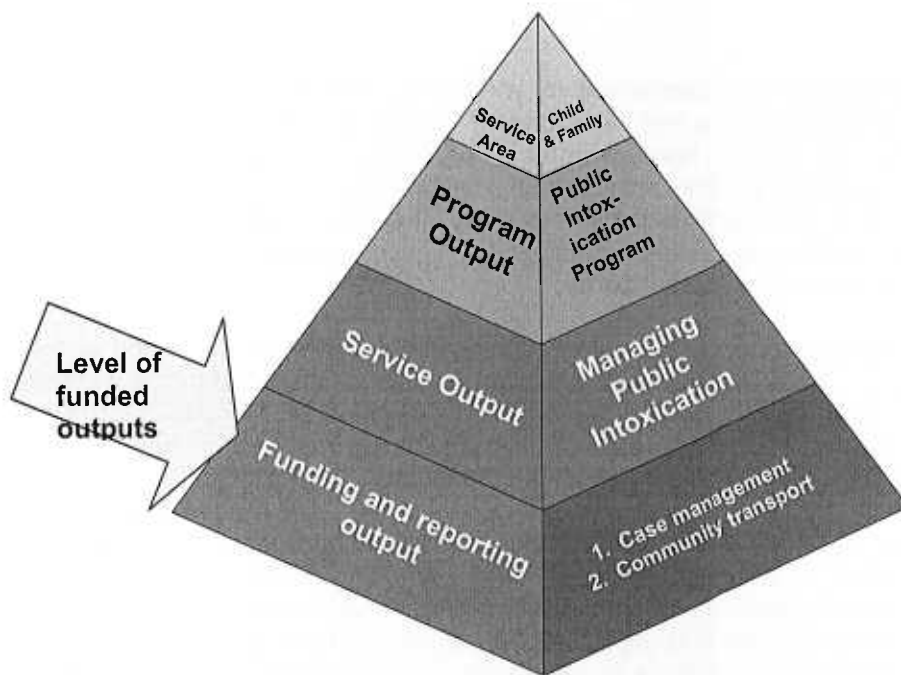 Service
Area
Child
& Family
Program
Output
Public
Intox-
ication
Program
Service Output
Managing
Public
Intoxication
Level of
funded
outputs
Funding and reporting
output
1. Case management
2. Community transport